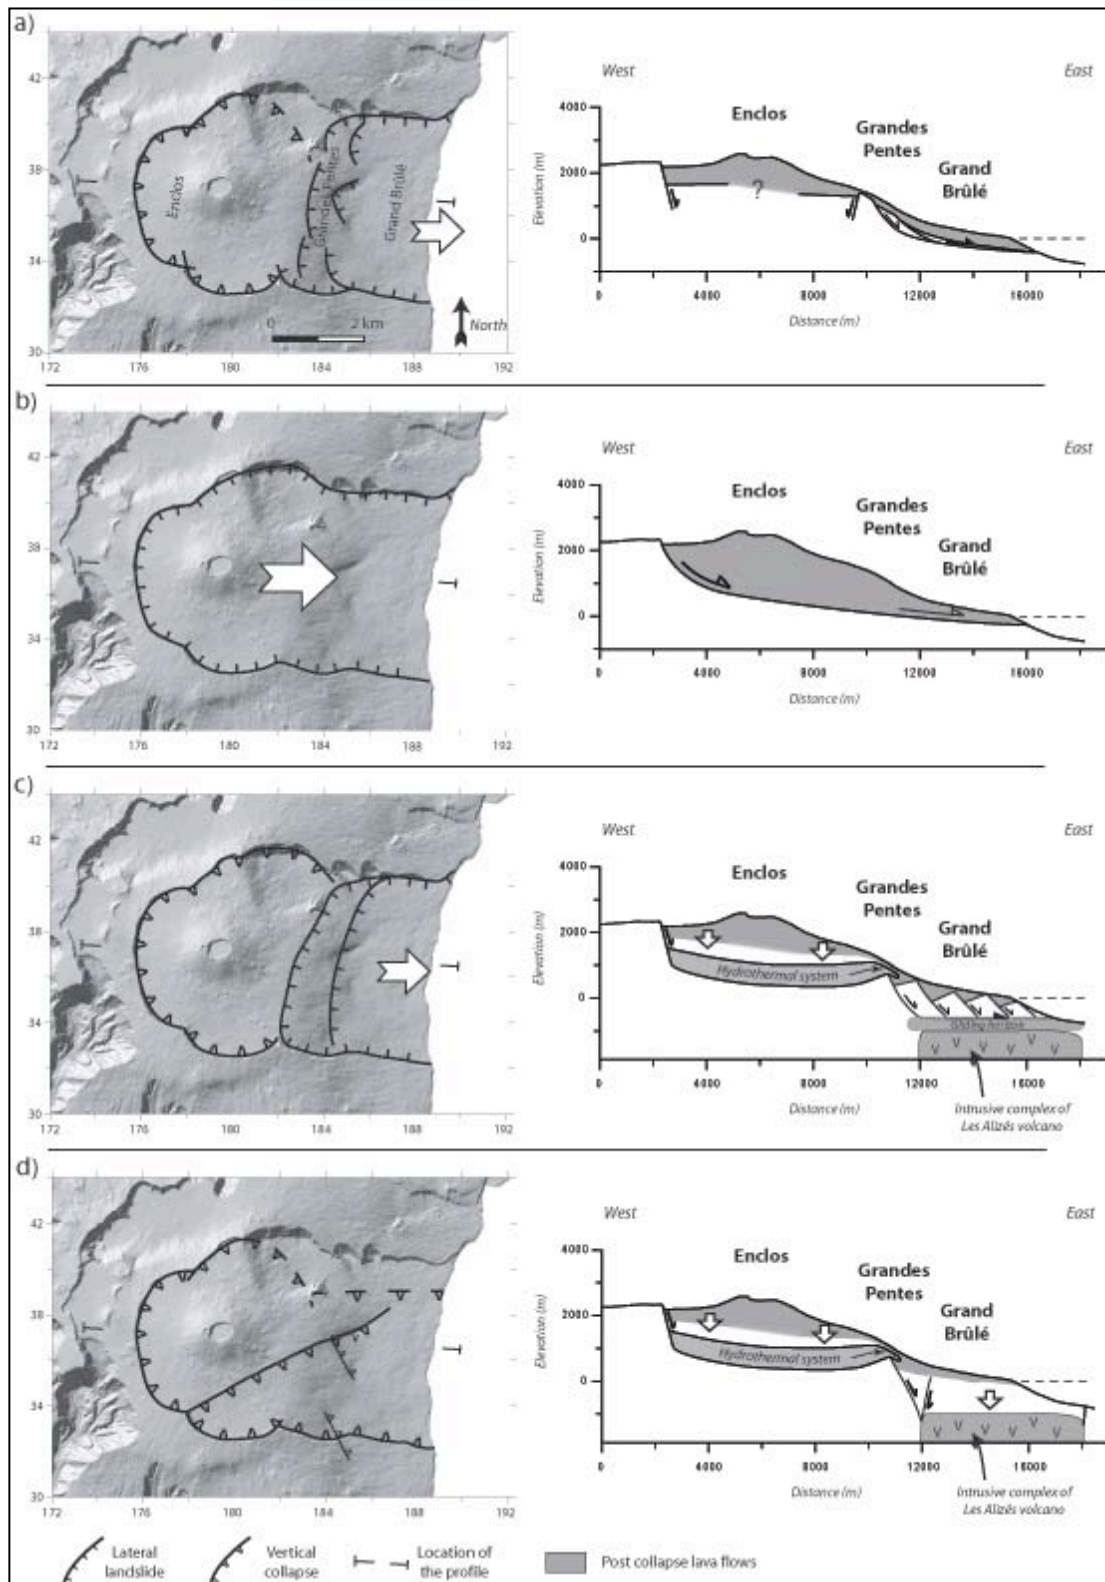 a)
42
38
34
30
172
176
180
184
188
192
Enclos
Grandes Pentes
Grand Brûlé
0
2 km
North
West
East
Enclos
Grandes
Pentes
Grand
Brûlé
4000
2000
0
Elevation (m)
?
0
4000
8000
12000
16000
Distance (m)
b)
42
38
34
30
172
176
180
184
188
192
West
East
Enclos
Grandes
Pentes
Grand
Brûlé
4000
2000
0
Elevation (m)
0
4000
8000
12000
16000
Distance (m)
c)
42
38
34
30
172
176
180
184
188
192
West
East
Enclos
Grandes
Pentes
Grand
Brûlé
4000
2000
0
Elevation (m)
Hydrothermal system
Gliding horizon
V V V V V V
0
4000
8000
12000
16000
Distance (m)
Intrusive complex of
Les Alizés volcano
d)
42
38
34
30
172
176
180
184
188
192
West
East
Enclos
Grandes
Pentes
Grand
Brûlé
4000
2000
0
Elevation (m)
Hydrothermal system
V V V V V V
0
4000
8000
12000
16000
Distance (m)
Intrusive complex of
Les Alizés volcano
Lateral
landslide
Vertical
collapse
Location of
the profile
Post collapse lava flows